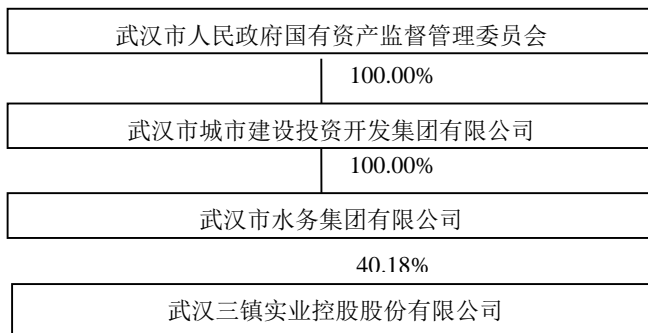 武汉市人民政府国有资产监督管理委员会
100.00%
武汉市城市建设投资开发集团有限公司
100.00%
武汉市水务集团有限公司
40.18%
武汉三镇实业控股股份有限公司